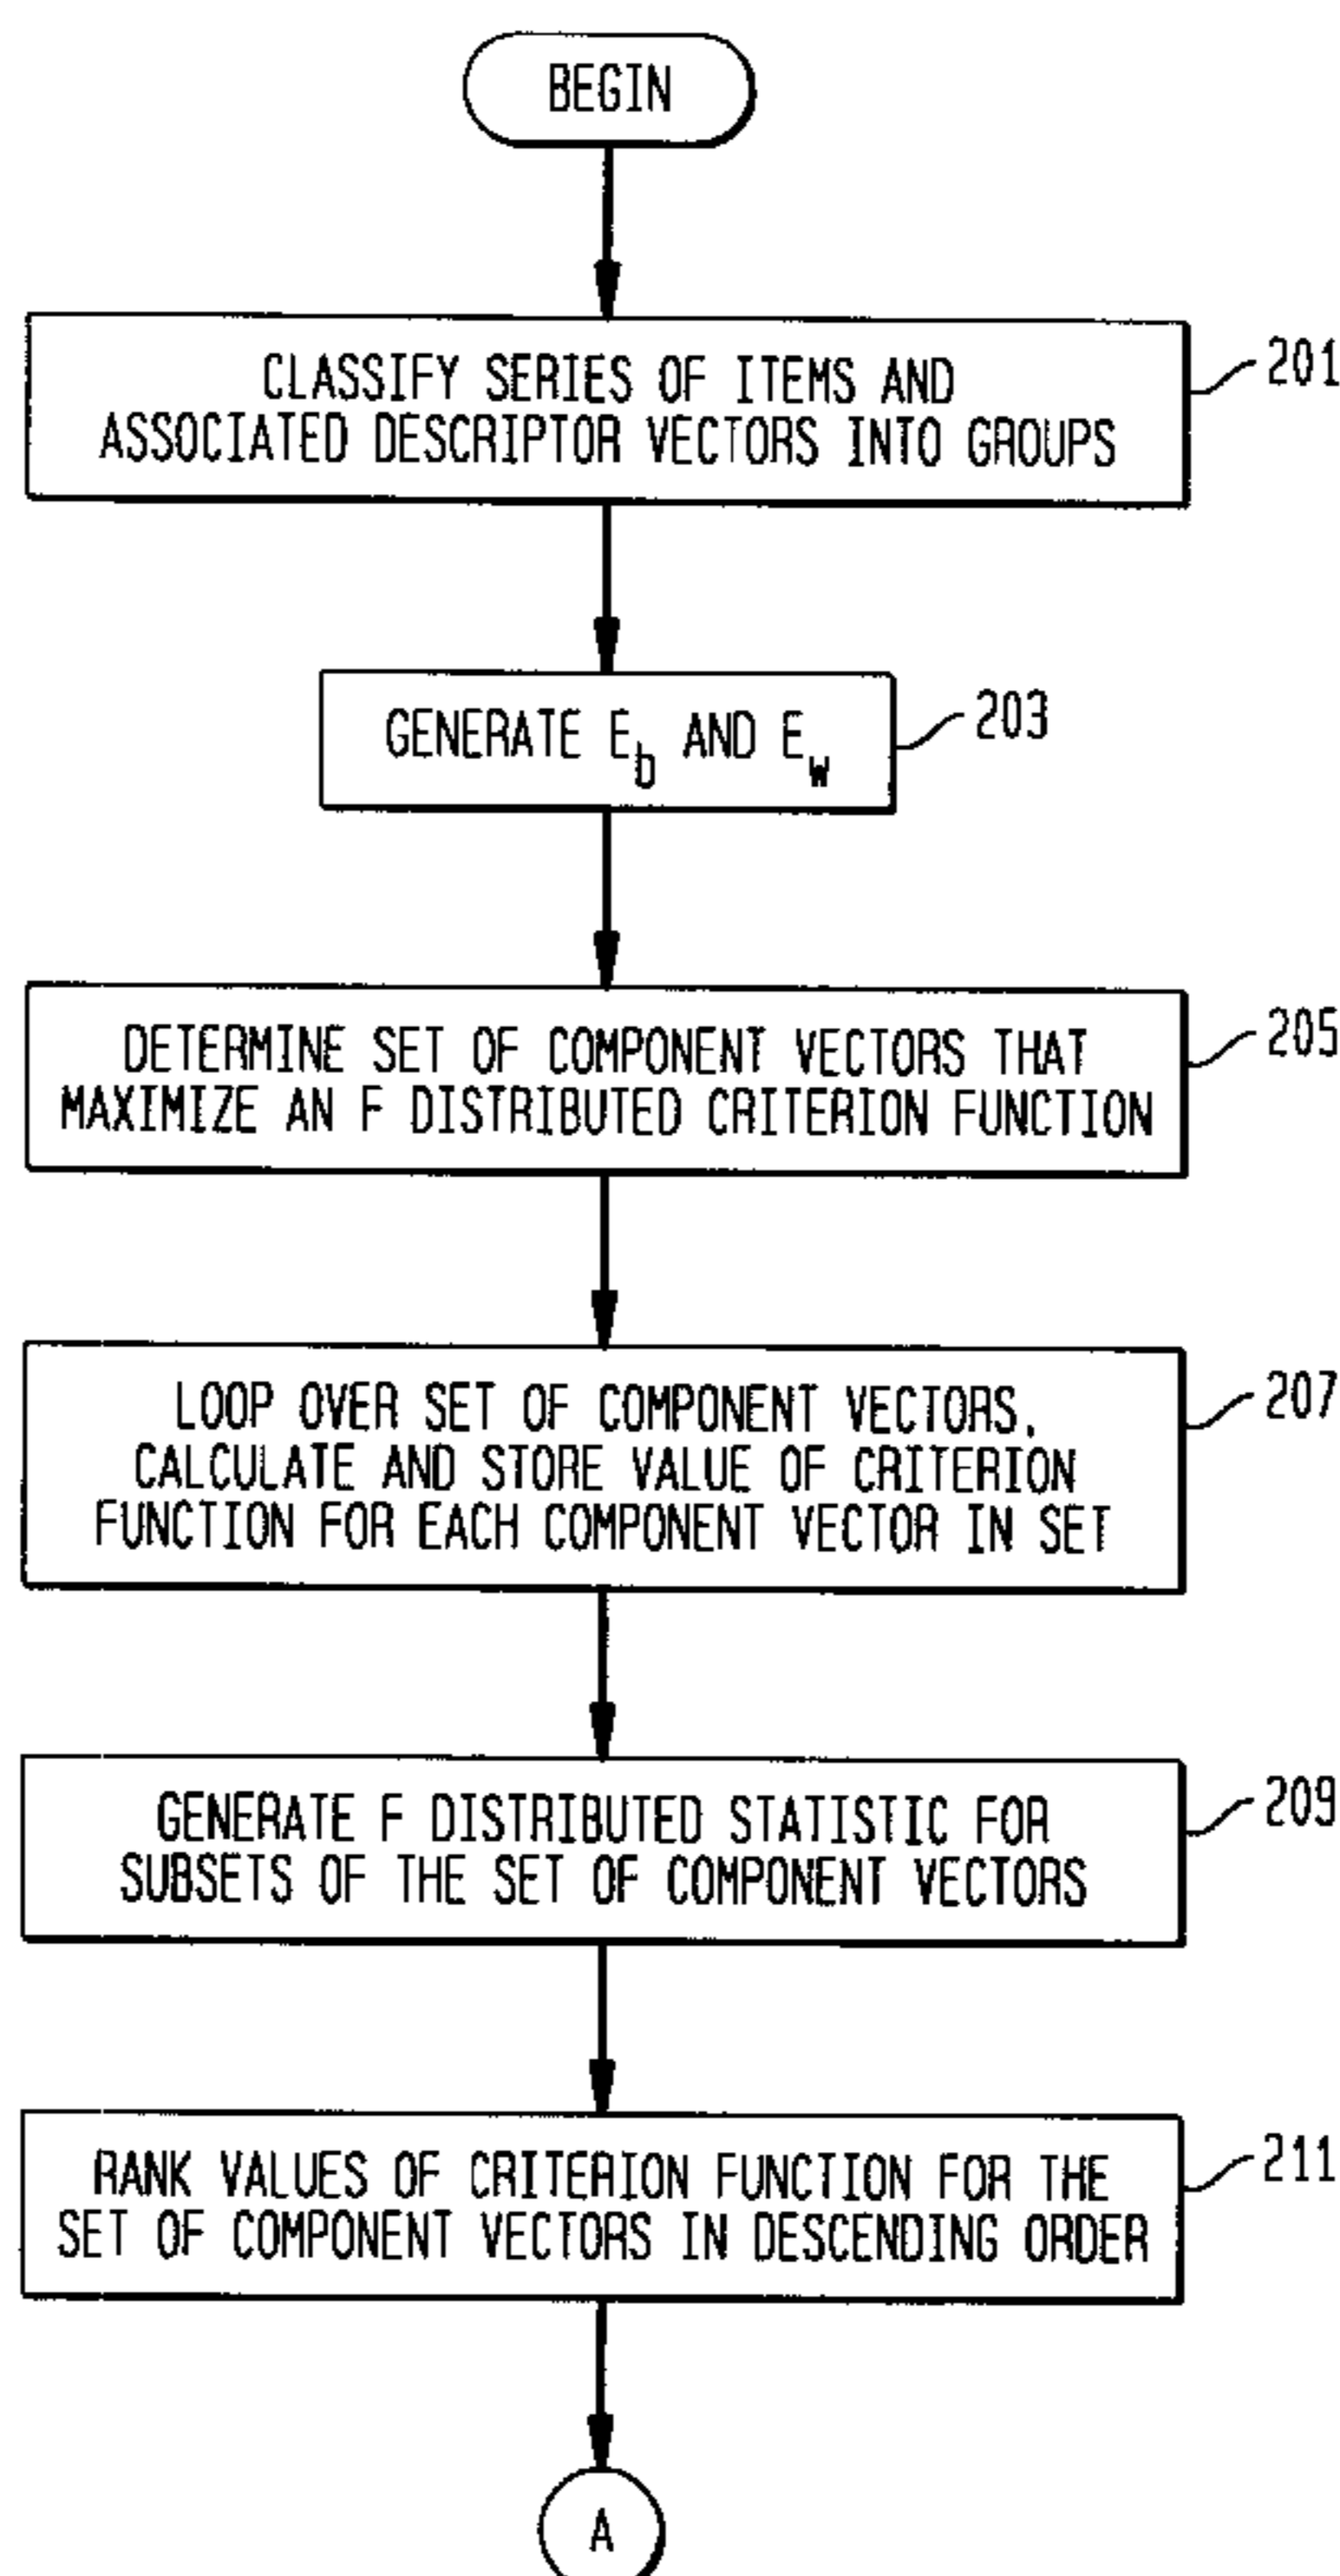 BEGIN
CLASSIFY SERIES OF ITEMS AND
ASSOCIATED DESCRIPTOR VECTORS INTO GROUPS
201
GENERATE E_b AND E_w
203
DETERMINE SET OF COMPONENT VECTORS THAT
MAXIMIZE AN F DISTRIBUTED CRITERION FUNCTION
205
LOOP OVER SET OF COMPONENT VECTORS,
CALCULATE AND STORE VALUE OF CRITERION
FUNCTION FOR EACH COMPONENT VECTOR IN SET
207
GENERATE F DISTRIBUTED STATISTIC FOR
SUBSETS OF THE SET OF COMPONENT VECTORS
209
RANK VALUES OF CRITERION FUNCTION FOR THE
SET OF COMPONENT VECTORS IN DESCENDING ORDER
211
A